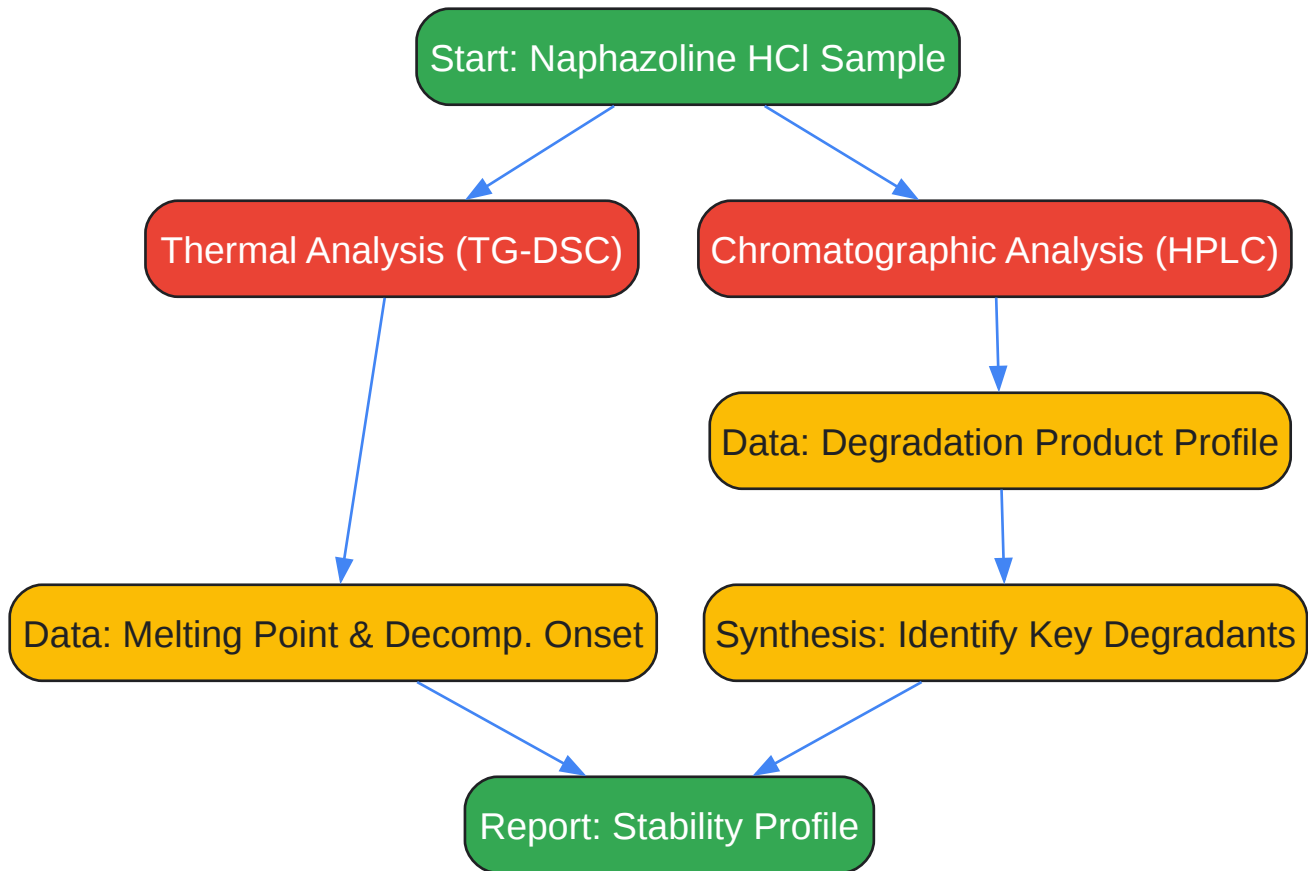 Start: Naphazoline HCl Sample
Thermal Analysis (TG-DSC)
Chromatographic Analysis (HPLC)
Data: Degradation Product Profile
Data: Melting Point & Decomp. Onset
Synthesis: Identify Key Degradants
Report: Stability Profile